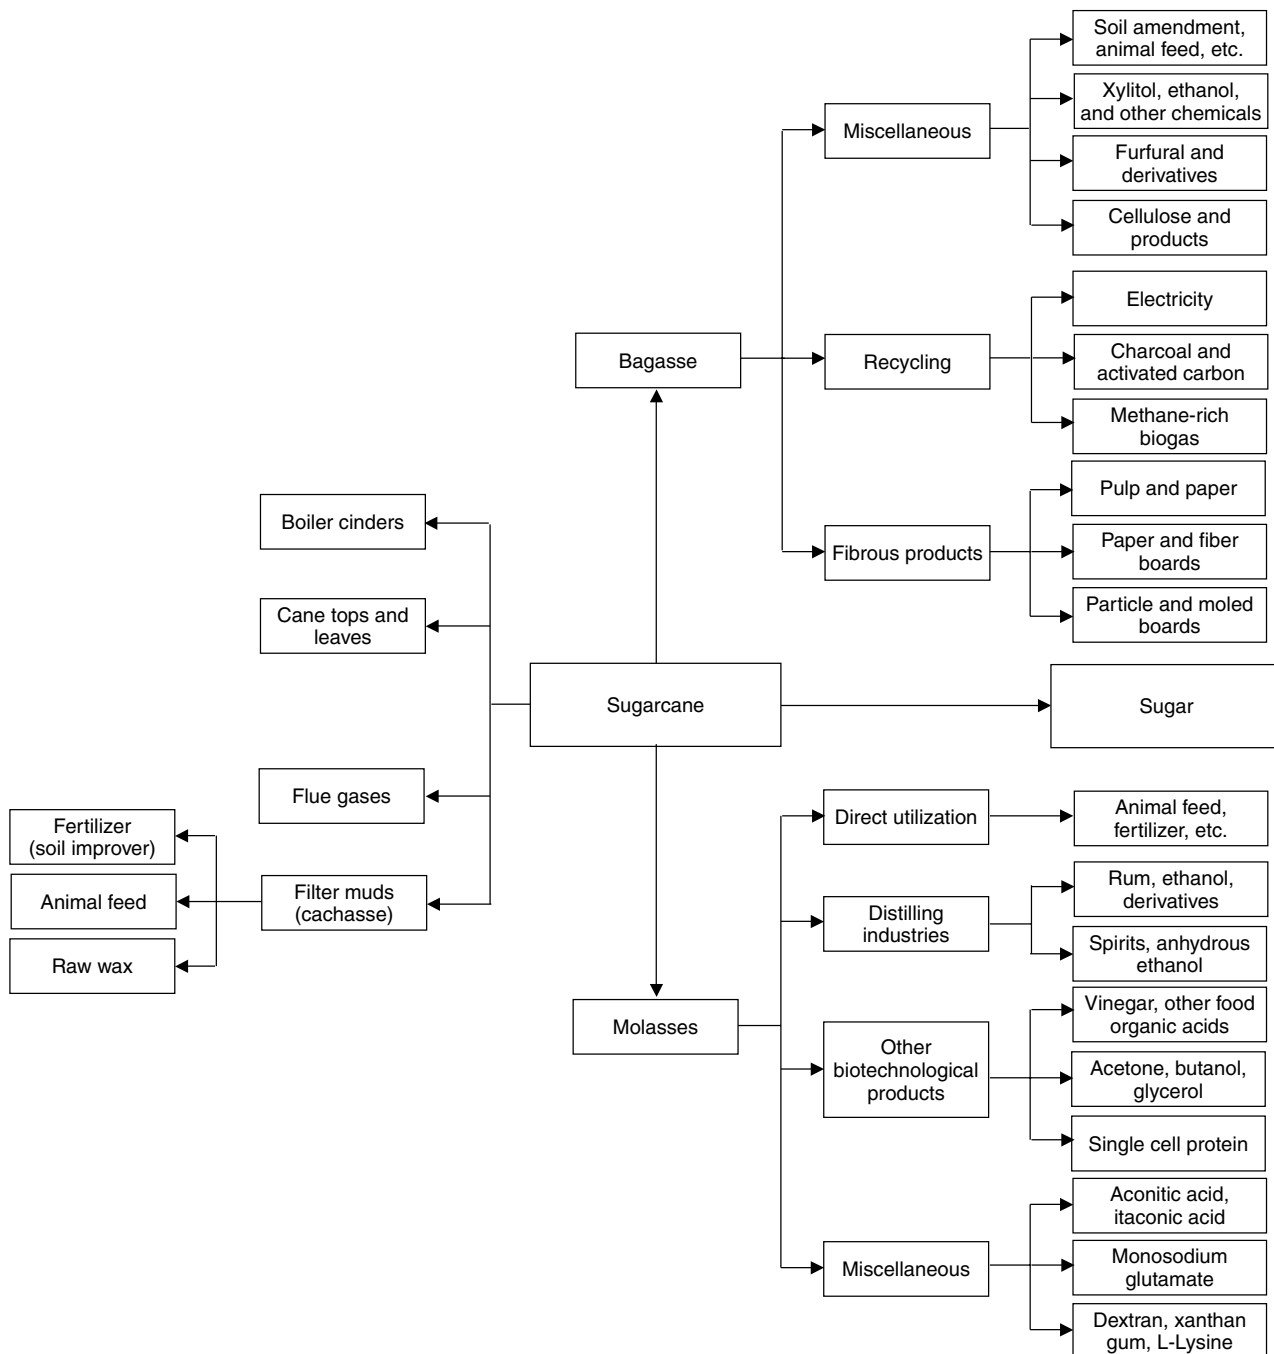 Soil amendment,
animal feed, etc.
Xylitol, ethanol,
and other chemicals
Miscellaneous
Furfural and
derivatives
Cellulose and
products
Electricity
Bagasse
Recycling
Charcoal and
activated carbon
Methane-rich
biogas
Pulp and paper
Boiler cinders
Fibrous products
Paper and fiber
boards
Cane tops and
leaves
Particle and moled
boards
Sugarcane
Sugar
Flue gases
Direct utilization
Animal feed,
fertilizer, etc.
Fertilizer
(soil improver)
Animal feed
Filter muds
(cachasse)
Raw wax
Distilling
industries
Rum, ethanol,
derivatives
Spirits, anhydrous
ethanol
Molasses
Other
biotechnological
products
Vinegar, other food
organic acids
Acetone, butanol,
glycerol
Single cell protein
Miscellaneous
Aconitic acid,
itaconic acid
Monosodium
glutamate
Dextran, xanthan
gum, L-Lysine